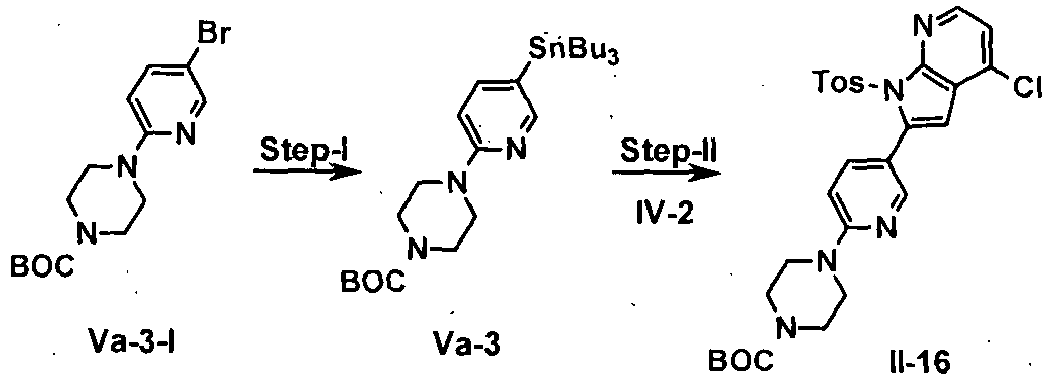 Br
N
N
N
BOC
Va-3-I
Step-I
SnBu3
N
N
N
BOC
Va-3
Step-II
IV-2
N
Tos-N
Cl
N
N
N
BOC
II-16